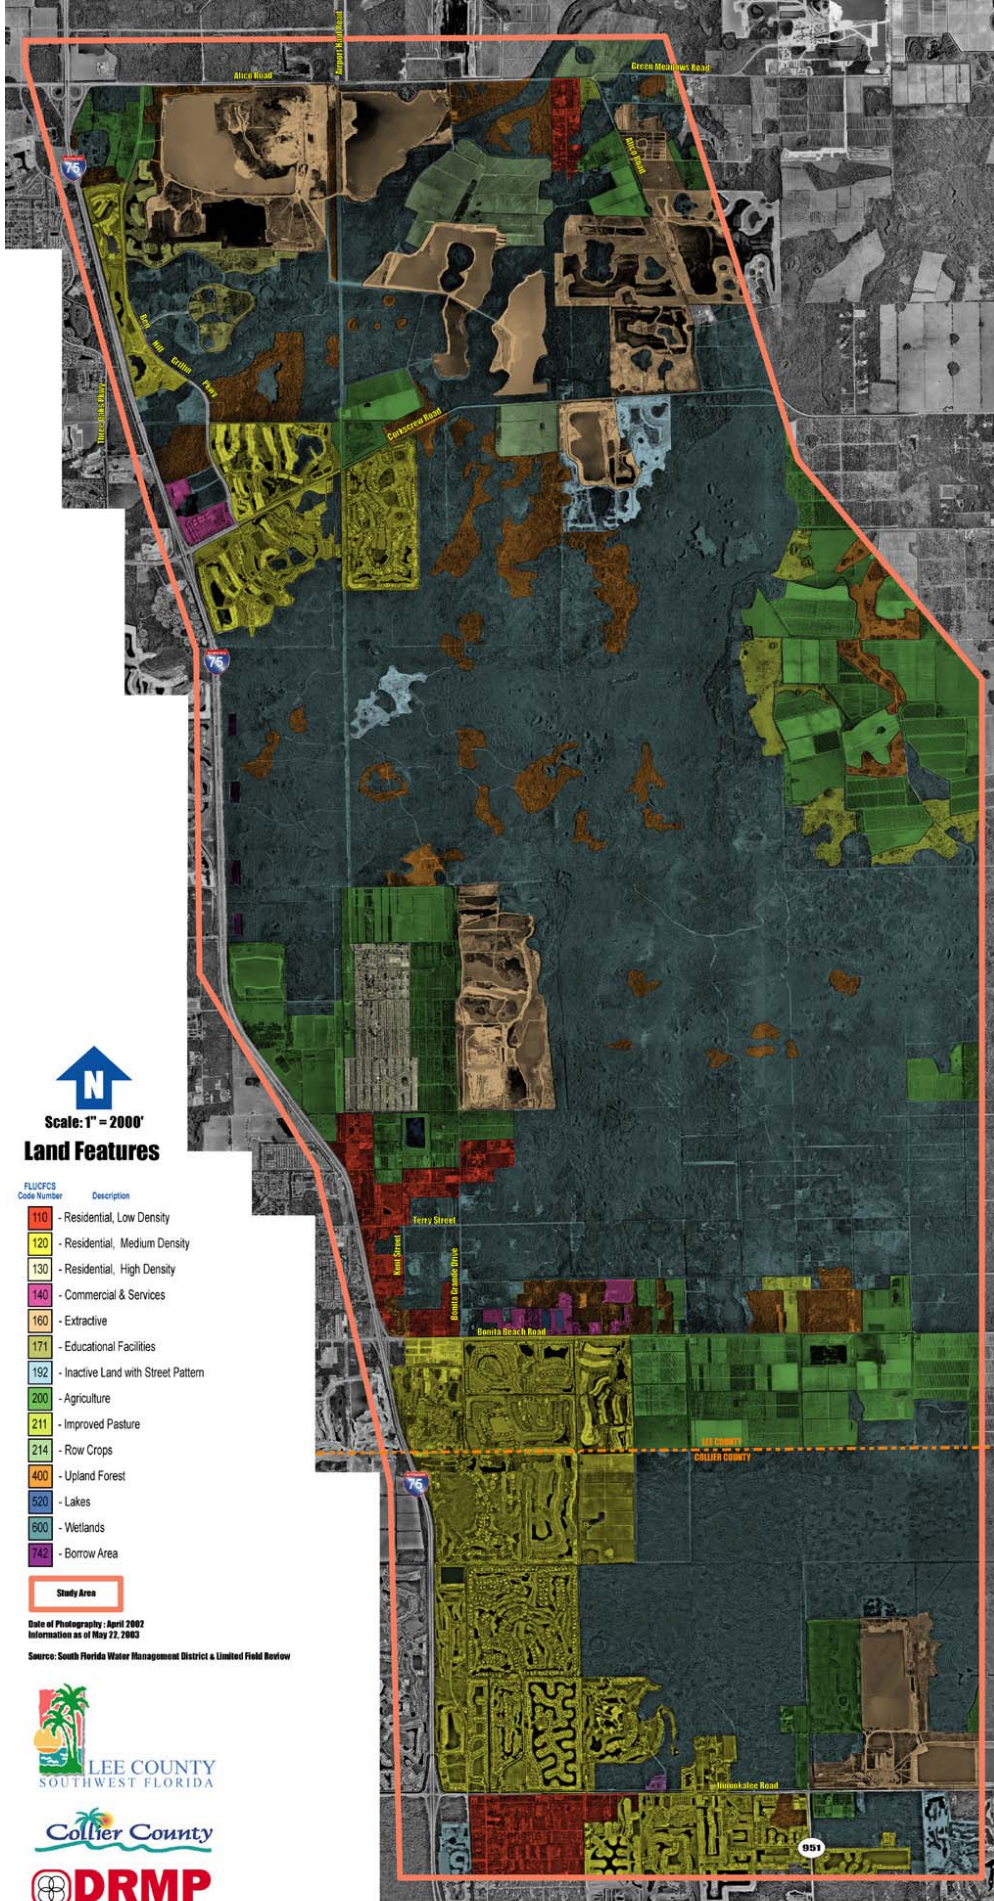 Airport Haul Road
Alico Road
Green Meadows Road
Alico Road
75
Ben Hill Griffin Pkwy
Three Oaks Pkwy
Corkscrew Road
75
N
Scale: 1" = 2000'
Land Features
FLUCFCS
Code Number Description
110 - Residential, Low Density
120 - Residential, Medium Density
130 - Residential, High Density
140 - Commercial & Services
160 - Extractive
171 - Educational Facilities
192 - Inactive Land with Street Pattern
200 - Agriculture
211 - Improved Pasture
214 - Row Crops
400 - Upland Forest
520 - Lakes
600 - Wetlands
742 - Borrow Area
Study Area
Date of Photography : April 2002
Information as of May 22, 2003
Source: South Florida Water Management District & Limited Field Review
Terry Street
Kent Street
Bonita Grande Drive
Bonita Beach Road
LEE COUNTY
COLLIER COUNTY
75
Immokalee Road
951
LEE COUNTY
SOUTHWEST FLORIDA
Collier County
DRMP